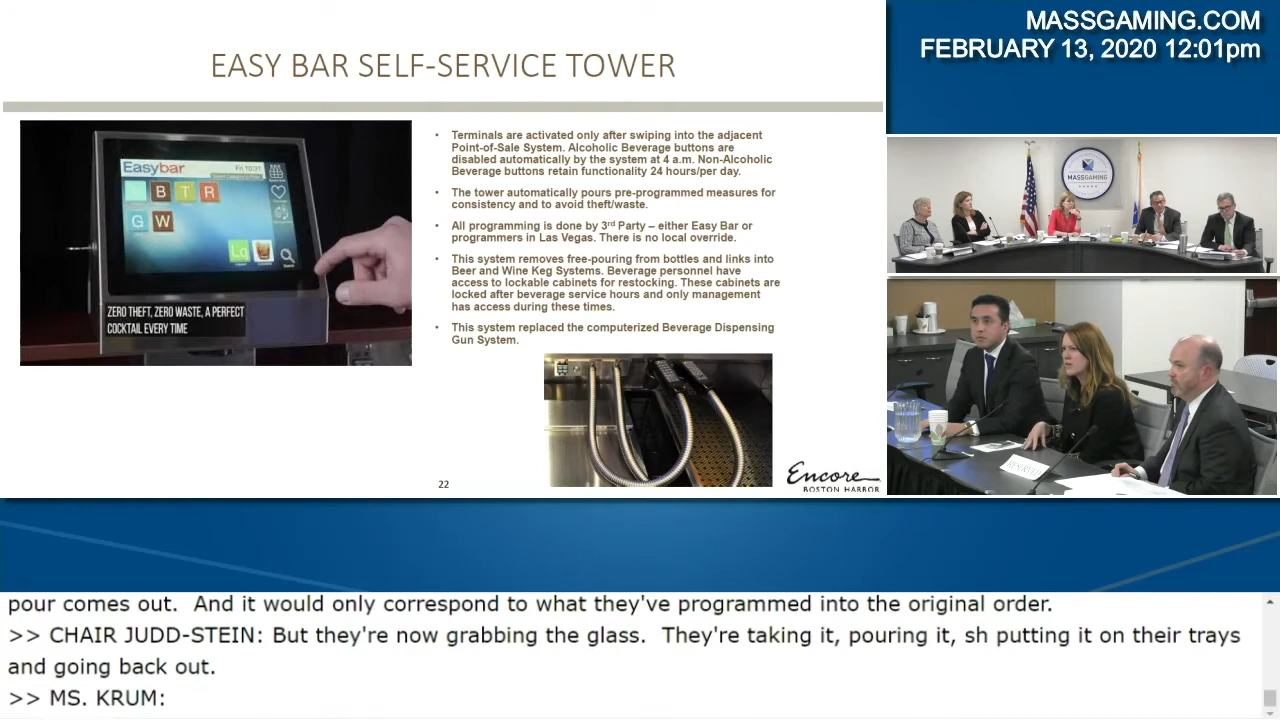 MASSGAMING.COM
FEBRUARY 13, 2020 12:01pm
EASY BAR SELF-SERVICE TOWER
Easybar
Fri 10:31
B T R
G W
Lq
ZERO THEFT, ZERO WASTE, A PERFECT
COCKTAIL EVERY TIME
• Terminals are activated only after swiping into the adjacent
Point-of-Sale System. Alcoholic Beverage buttons are
disabled automatically by the system at 4 a.m. Non-Alcoholic
Beverage buttons retain functionality 24 hours/per day.
• The tower automatically pours pre-programmed measures for
consistency and to avoid theft/waste.
• All programming is done by 3rd Party – either Easy Bar or
programmers in Las Vegas. There is no local override.
• This system removes free-pouring from bottles and links into
Beer and Wine Keg Systems. Beverage personnel have
access to lockable cabinets for restocking. These cabinets are
locked after beverage service hours and only management
has access during these times.
• This system replaced the computerized Beverage Dispensing
Gun System.
22
Encore
BOSTON HARBOR
MASSGAMING
RESERVED
pour comes out.  And it would only correspond to what they've programmed into the original order.
>> CHAIR JUDD-STEIN: But they're now grabbing the glass.  They're taking it, pouring it, sh putting it on their trays
and going back out.
>> MS. KRUM: